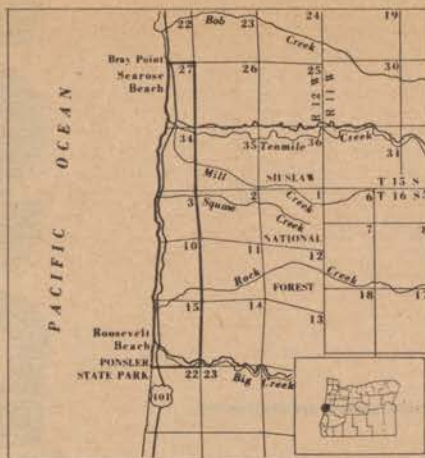 22 Bob 23 24 19
Creek
Bray Point
Searose
Beach
27 26 25 30
R 12 W
R 11 W
34 35 Tenmile 36 Creek 31
PACIFIC OCEAN
Mill SIUSLAW T 15 S
3 Squaw 2 Creek 1 6 T 16 S
Creek 7 8
10 11 NATIONAL 12
Rock Creek
15 14 FOREST 18 17
13
Roosevelt
Beach
PONSLER
STATE PARK
22 23 Big Creek
101